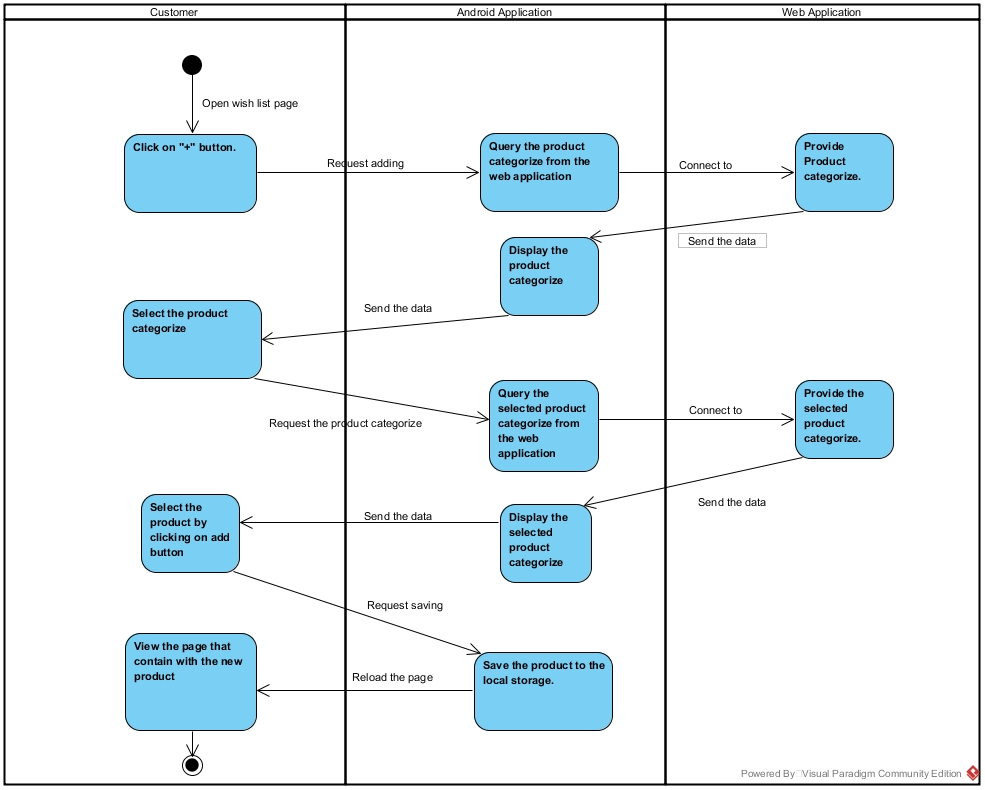 Customer
Android Application
Web Application
Open wish list page
Click on "+" button.
Request adding
Query the product
categorize from the
web application
Connect to
Provide
Product
categorize.
Send the data
Display the
product
categorize
Send the data
Select the product
categorize
Request the product categorize
Query the
selected product
categorize from
the web
application
Connect to
Provide the
selected
product
categorize.
Send the data
Display the
selected
product
categorize
Send the data
Select the
product by
clicking on add
button
Request saving
Save the product to the
local storage.
Reload the page
View the page that
contain with the new
product
Powered By Visual Paradigm Community Edition